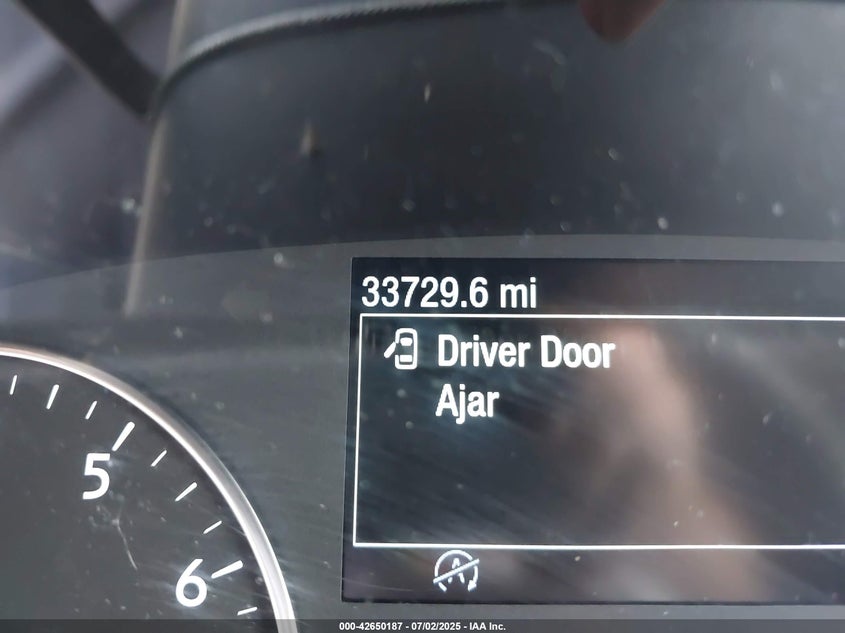 33729.6 mi
Driver Door
Ajar
5
6
A
000-42650187 - 07/02/2025 - IAA Inc.